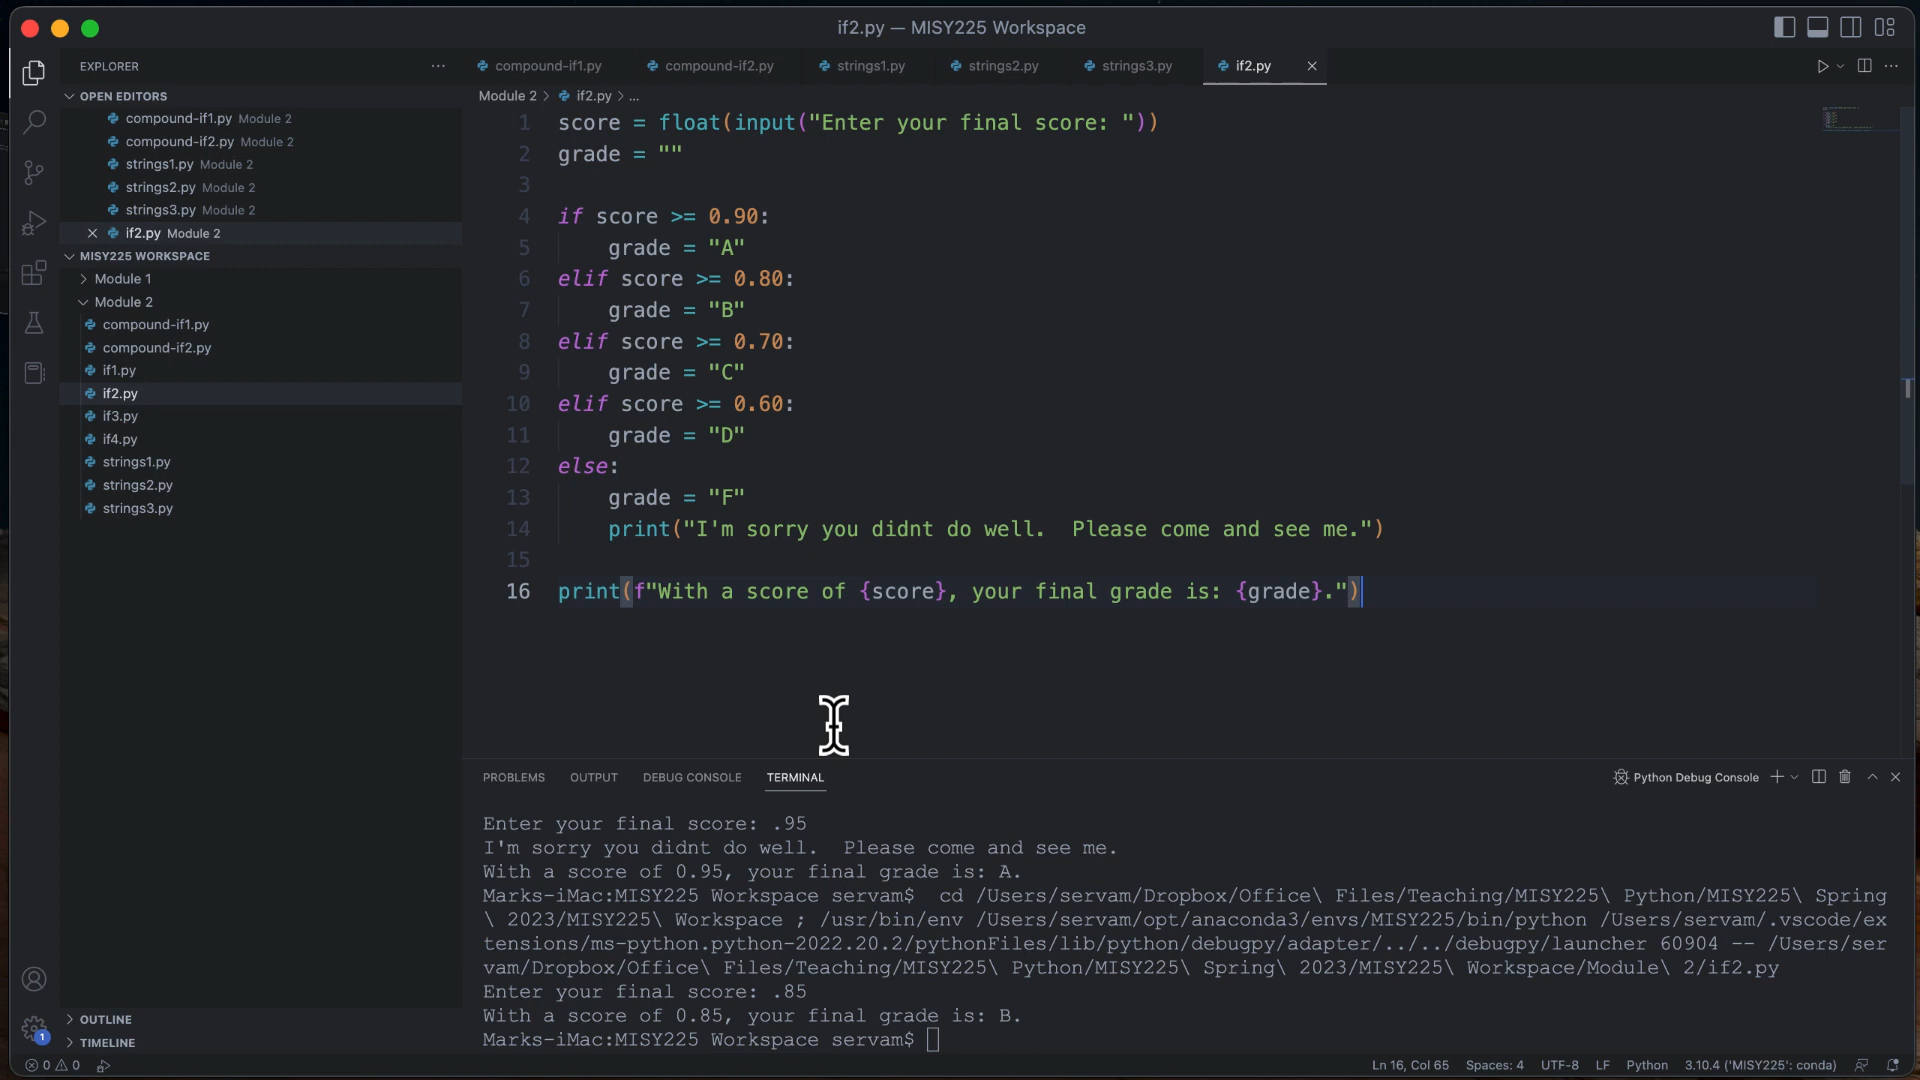 if2.py — MISY225 Workspace
EXPLORER
OPEN EDITORS
compound-if1.py Module 2
compound-if2.py Module 2
strings1.py Module 2
strings2.py Module 2
strings3.py Module 2
if2.py Module 2
MISY225 WORKSPACE
Module 1
Module 2
compound-if1.py
compound-if2.py
if1.py
if2.py
if3.py
if4.py
strings1.py
strings2.py
strings3.py
OUTLINE
TIMELINE
compound-if1.py compound-if2.py strings1.py strings2.py strings3.py if2.py
Module 2 > if2.py > ...
1 score = float(input("Enter your final score: "))
2 grade = ""
3
4 if score >= 0.90:
5     grade = "A"
6 elif score >= 0.80:
7     grade = "B"
8 elif score >= 0.70:
9     grade = "C"
10 elif score >= 0.60:
11     grade = "D"
12 else:
13     grade = "F"
14     print("I'm sorry you didnt do well.  Please come and see me.")
15
16 print(f"With a score of {score}, your final grade is: {grade}.")
PROBLEMS OUTPUT DEBUG CONSOLE TERMINAL Python Debug Console
Enter your final score: .95
I'm sorry you didnt do well.  Please come and see me.
With a score of 0.95, your final grade is: A.
Marks-iMac:MISY225 Workspace servam$  cd /Users/servam/Dropbox/Office\ Files/Teaching/MISY225\ Python/MISY225\ Spring
\ 2023/MISY225\ Workspace ; /usr/bin/env /Users/servam/opt/anaconda3/envs/MISY225/bin/python /Users/servam/.vscode/ex
tensions/ms-python.python-2022.20.2/pythonFiles/lib/python/debugpy/adapter/../../debugpy/launcher 60904 -- /Users/ser
vam/Dropbox/Office\ Files/Teaching/MISY225\ Python/MISY225\ Spring\ 2023/MISY225\ Workspace/Module\ 2/if2.py
Enter your final score: .85
With a score of 0.85, your final grade is: B.
Marks-iMac:MISY225 Workspace servam$
1
0 0 Ln 16, Col 65 Spaces: 4 UTF-8 LF Python 3.10.4 ('MISY225': conda)